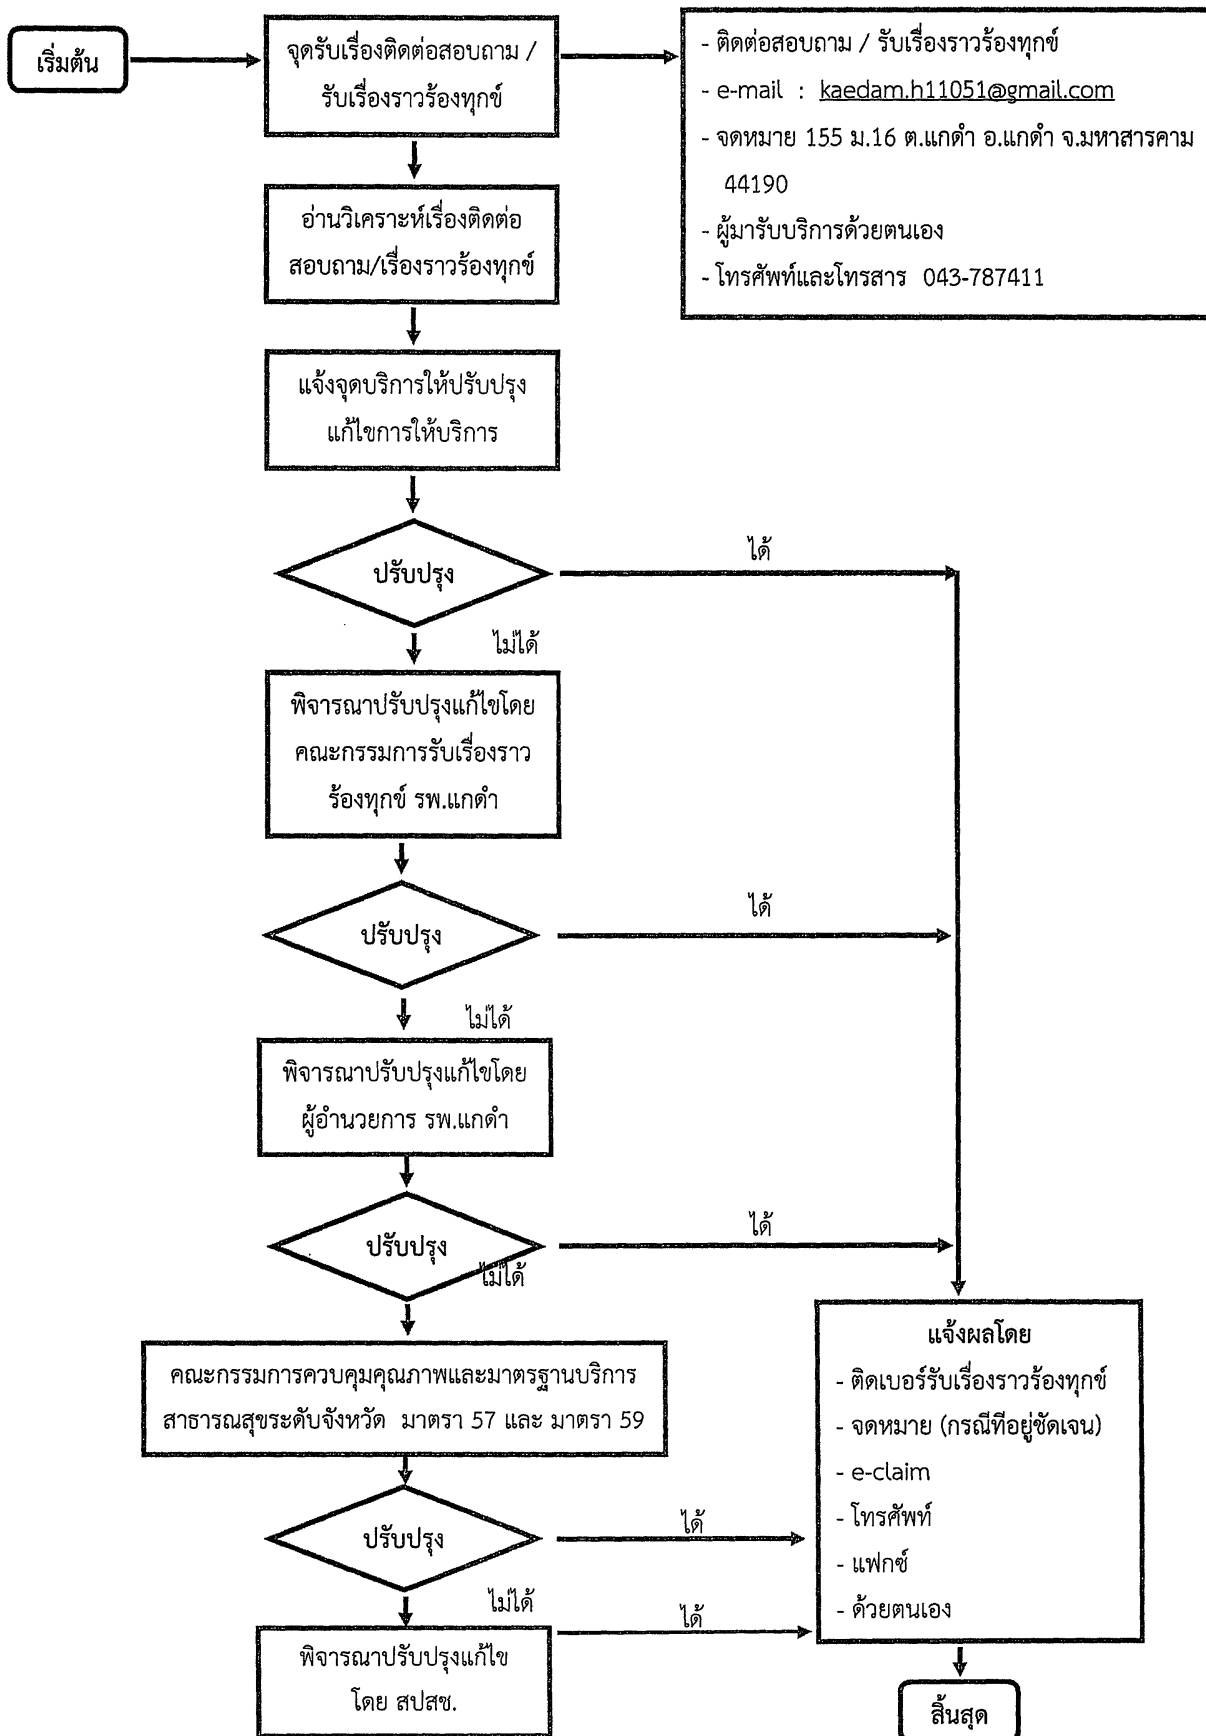 เริ่มต้น
จุดรับเรื่องติดต่อสอบถาม /
รับเรื่องราวร้องทุกข์
- ติดต่อสอบถาม / รับเรื่องราวร้องทุกข์
- e-mail : kaedam.h11051@gmail.com
- จดหมาย 155 ม.16 ต.แกดำ อ.แกดำ จ.มหาสารคาม
44190
- ผู้มารับบริการด้วยตนเอง
- โทรศัพท์และโทรสาร 043-787411
อ่านวิเคราะห์เรื่องติดต่อ
สอบถาม/เรื่องราวร้องทุกข์
แจ้งจุดบริการให้ปรับปรุง
แก้ไขการให้บริการ
ปรับปรุง
ได้
ไม่ได้
พิจารณาปรับปรุงแก้ไขโดย
คณะกรรมการรับเรื่องราว
ร้องทุกข์ รพ.แกดำ
ปรับปรุง
ได้
ไม่ได้
พิจารณาปรับปรุงแก้ไขโดย
ผู้อำนวยการ รพ.แกดำ
ปรับปรุง
ได้
ไม่ได้
คณะกรรมการควบคุมคุณภาพและมาตรฐานบริการ
สาธารณสุขระดับจังหวัด มาตรา 57 และ มาตรา 59
ปรับปรุง
ได้
ไม่ได้
พิจารณาปรับปรุงแก้ไข
โดย สปสช.
ได้
แจ้งผลโดย
- ติดเบอร์รับเรื่องราวร้องทุกข์
- จดหมาย (กรณีที่อยู่ชัดเจน)
- e-claim
- โทรศัพท์
- แฟกซ์
- ด้วยตนเอง
สิ้นสุด